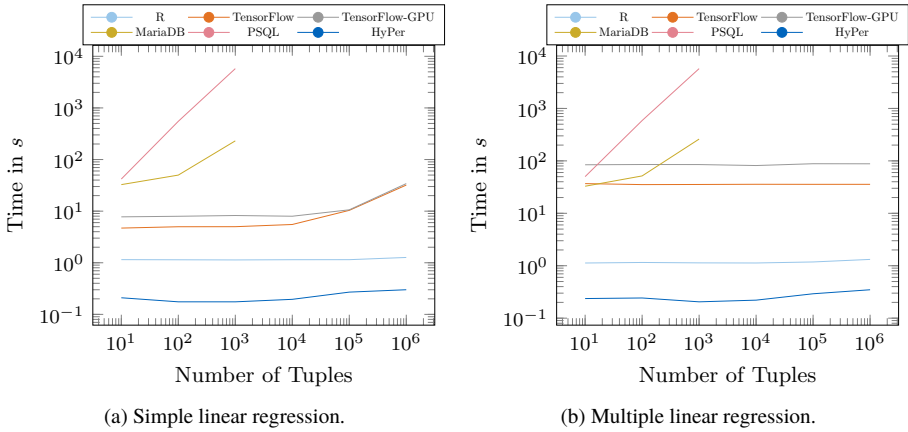 R TensorFlow TensorFlow-GPU
MariaDB PSQL HyPer
10^4
10^3
10^2
10^1
10^0
10^−1
Time in s
10^1 10^2 10^3 10^4 10^5 10^6
Number of Tuples
(a) Simple linear regression.
R TensorFlow TensorFlow-GPU
MariaDB PSQL HyPer
10^4
10^3
10^2
10^1
10^0
10^−1
Time in s
10^1 10^2 10^3 10^4 10^5 10^6
Number of Tuples
(b) Multiple linear regression.